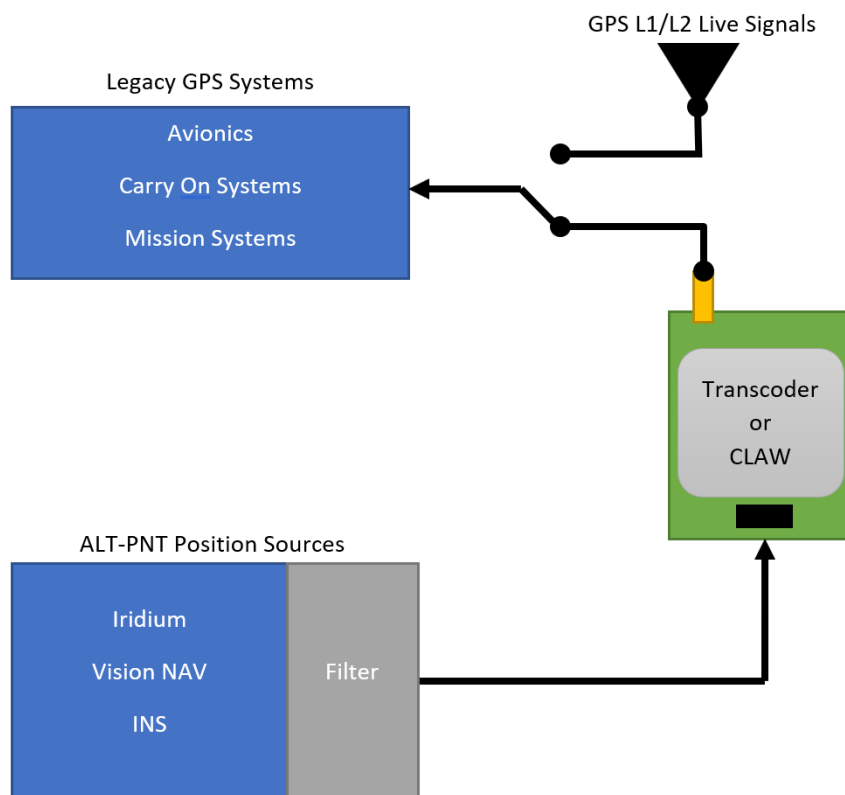 GPS L1/L2 Live Signals
Legacy GPS Systems
Avionics
Carry On Systems
Mission Systems
Transcoder
or
CLAW
ALT-PNT Position Sources
Iridium
Vision NAV
INS
Filter